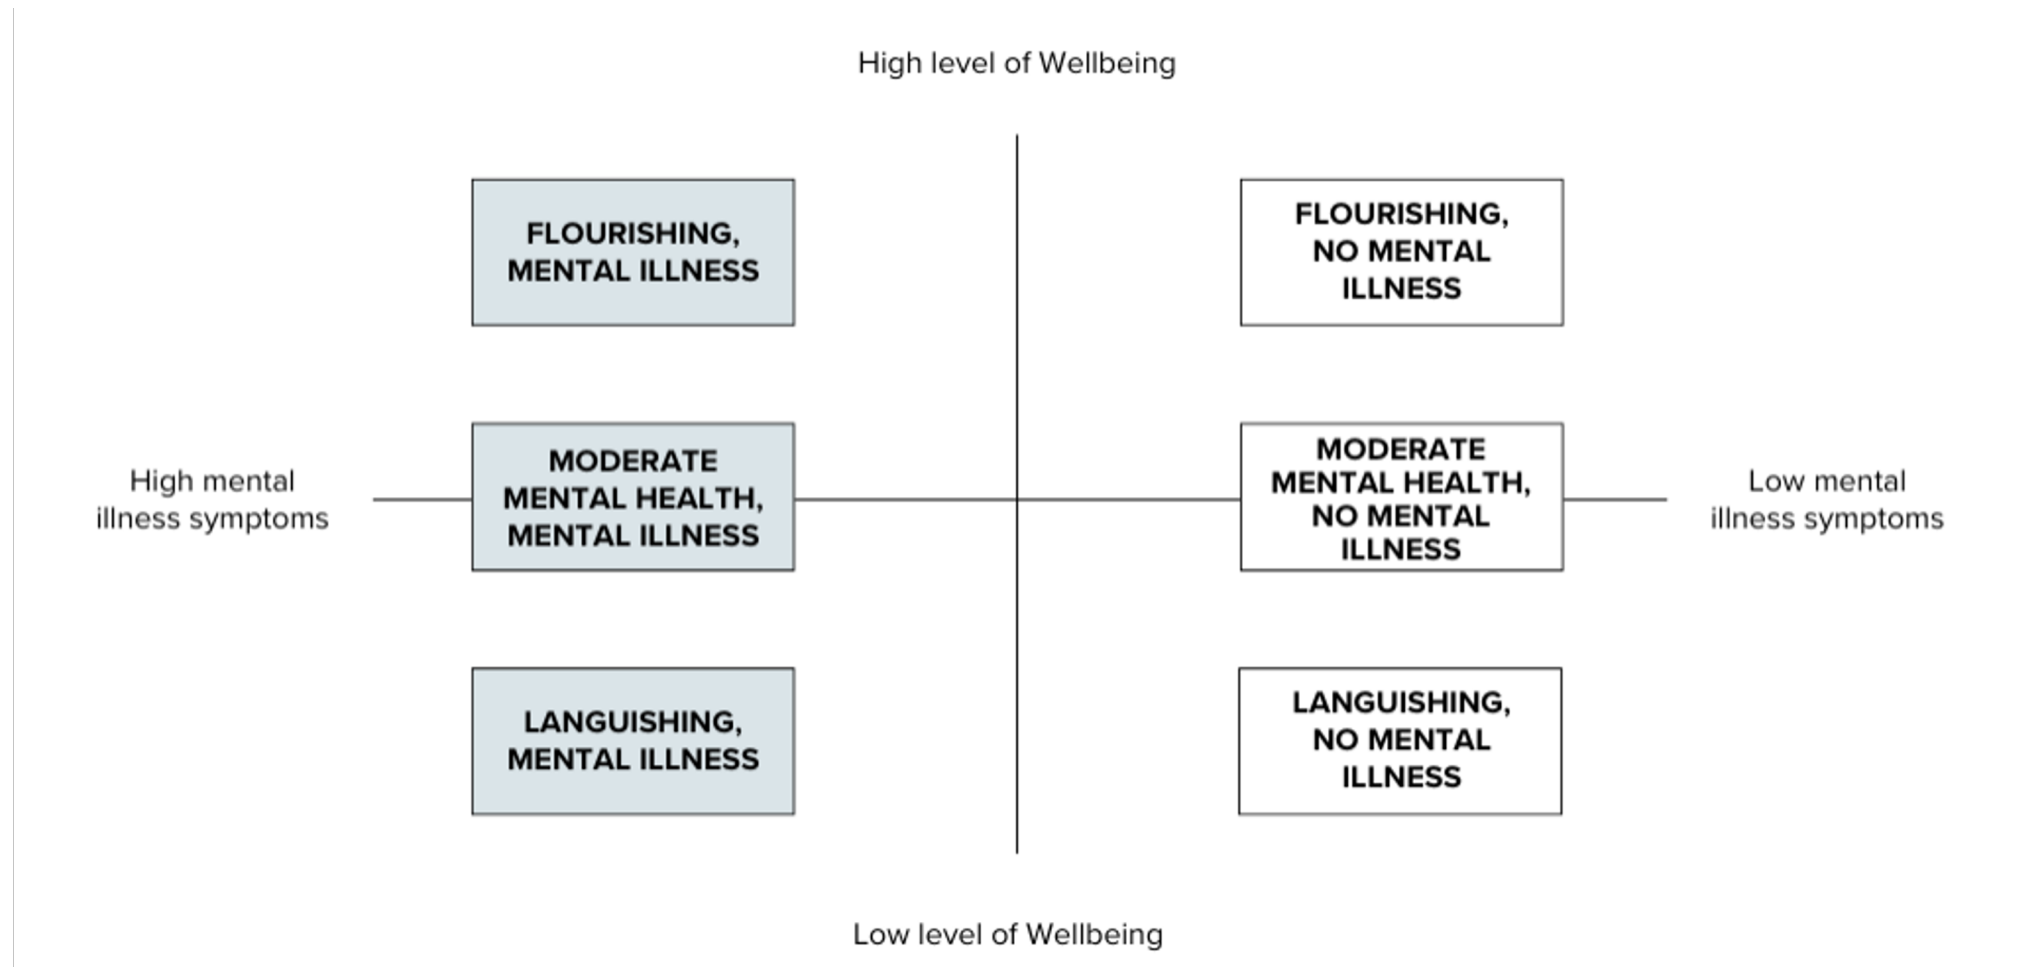 High level of Wellbeing
FLOURISHING,
MENTAL ILLNESS
FLOURISHING,
NO MENTAL
ILLNESS
High mental
illness symptoms
MODERATE
MENTAL HEALTH,
MENTAL ILLNESS
MODERATE
MENTAL HEALTH,
NO MENTAL
ILLNESS
Low mental
illness symptoms
LANGUISHING,
MENTAL ILLNESS
LANGUISHING,
NO MENTAL
ILLNESS
Low level of Wellbeing